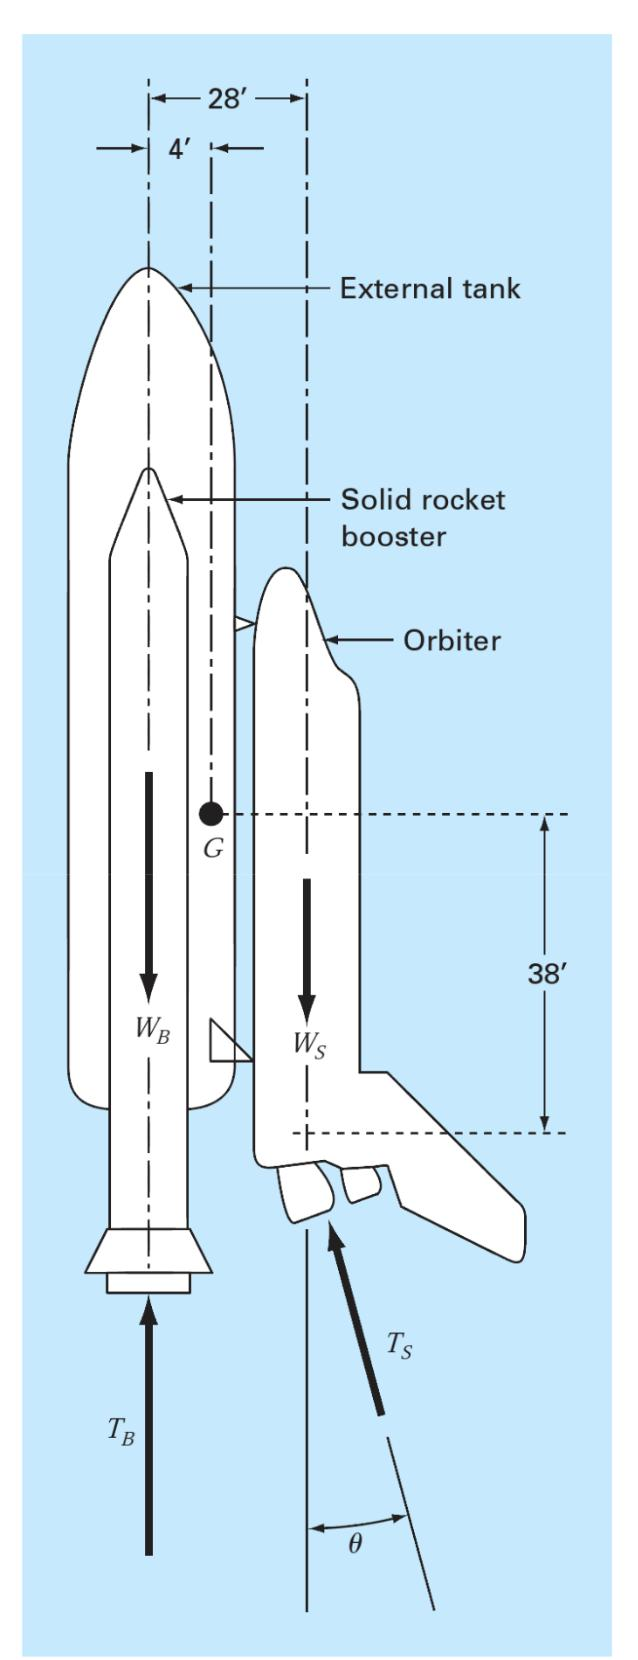 28′
4′
External tank
Solid rocket
booster
Orbiter
G
38′
W_B
W_S
T_S
T_B
θ